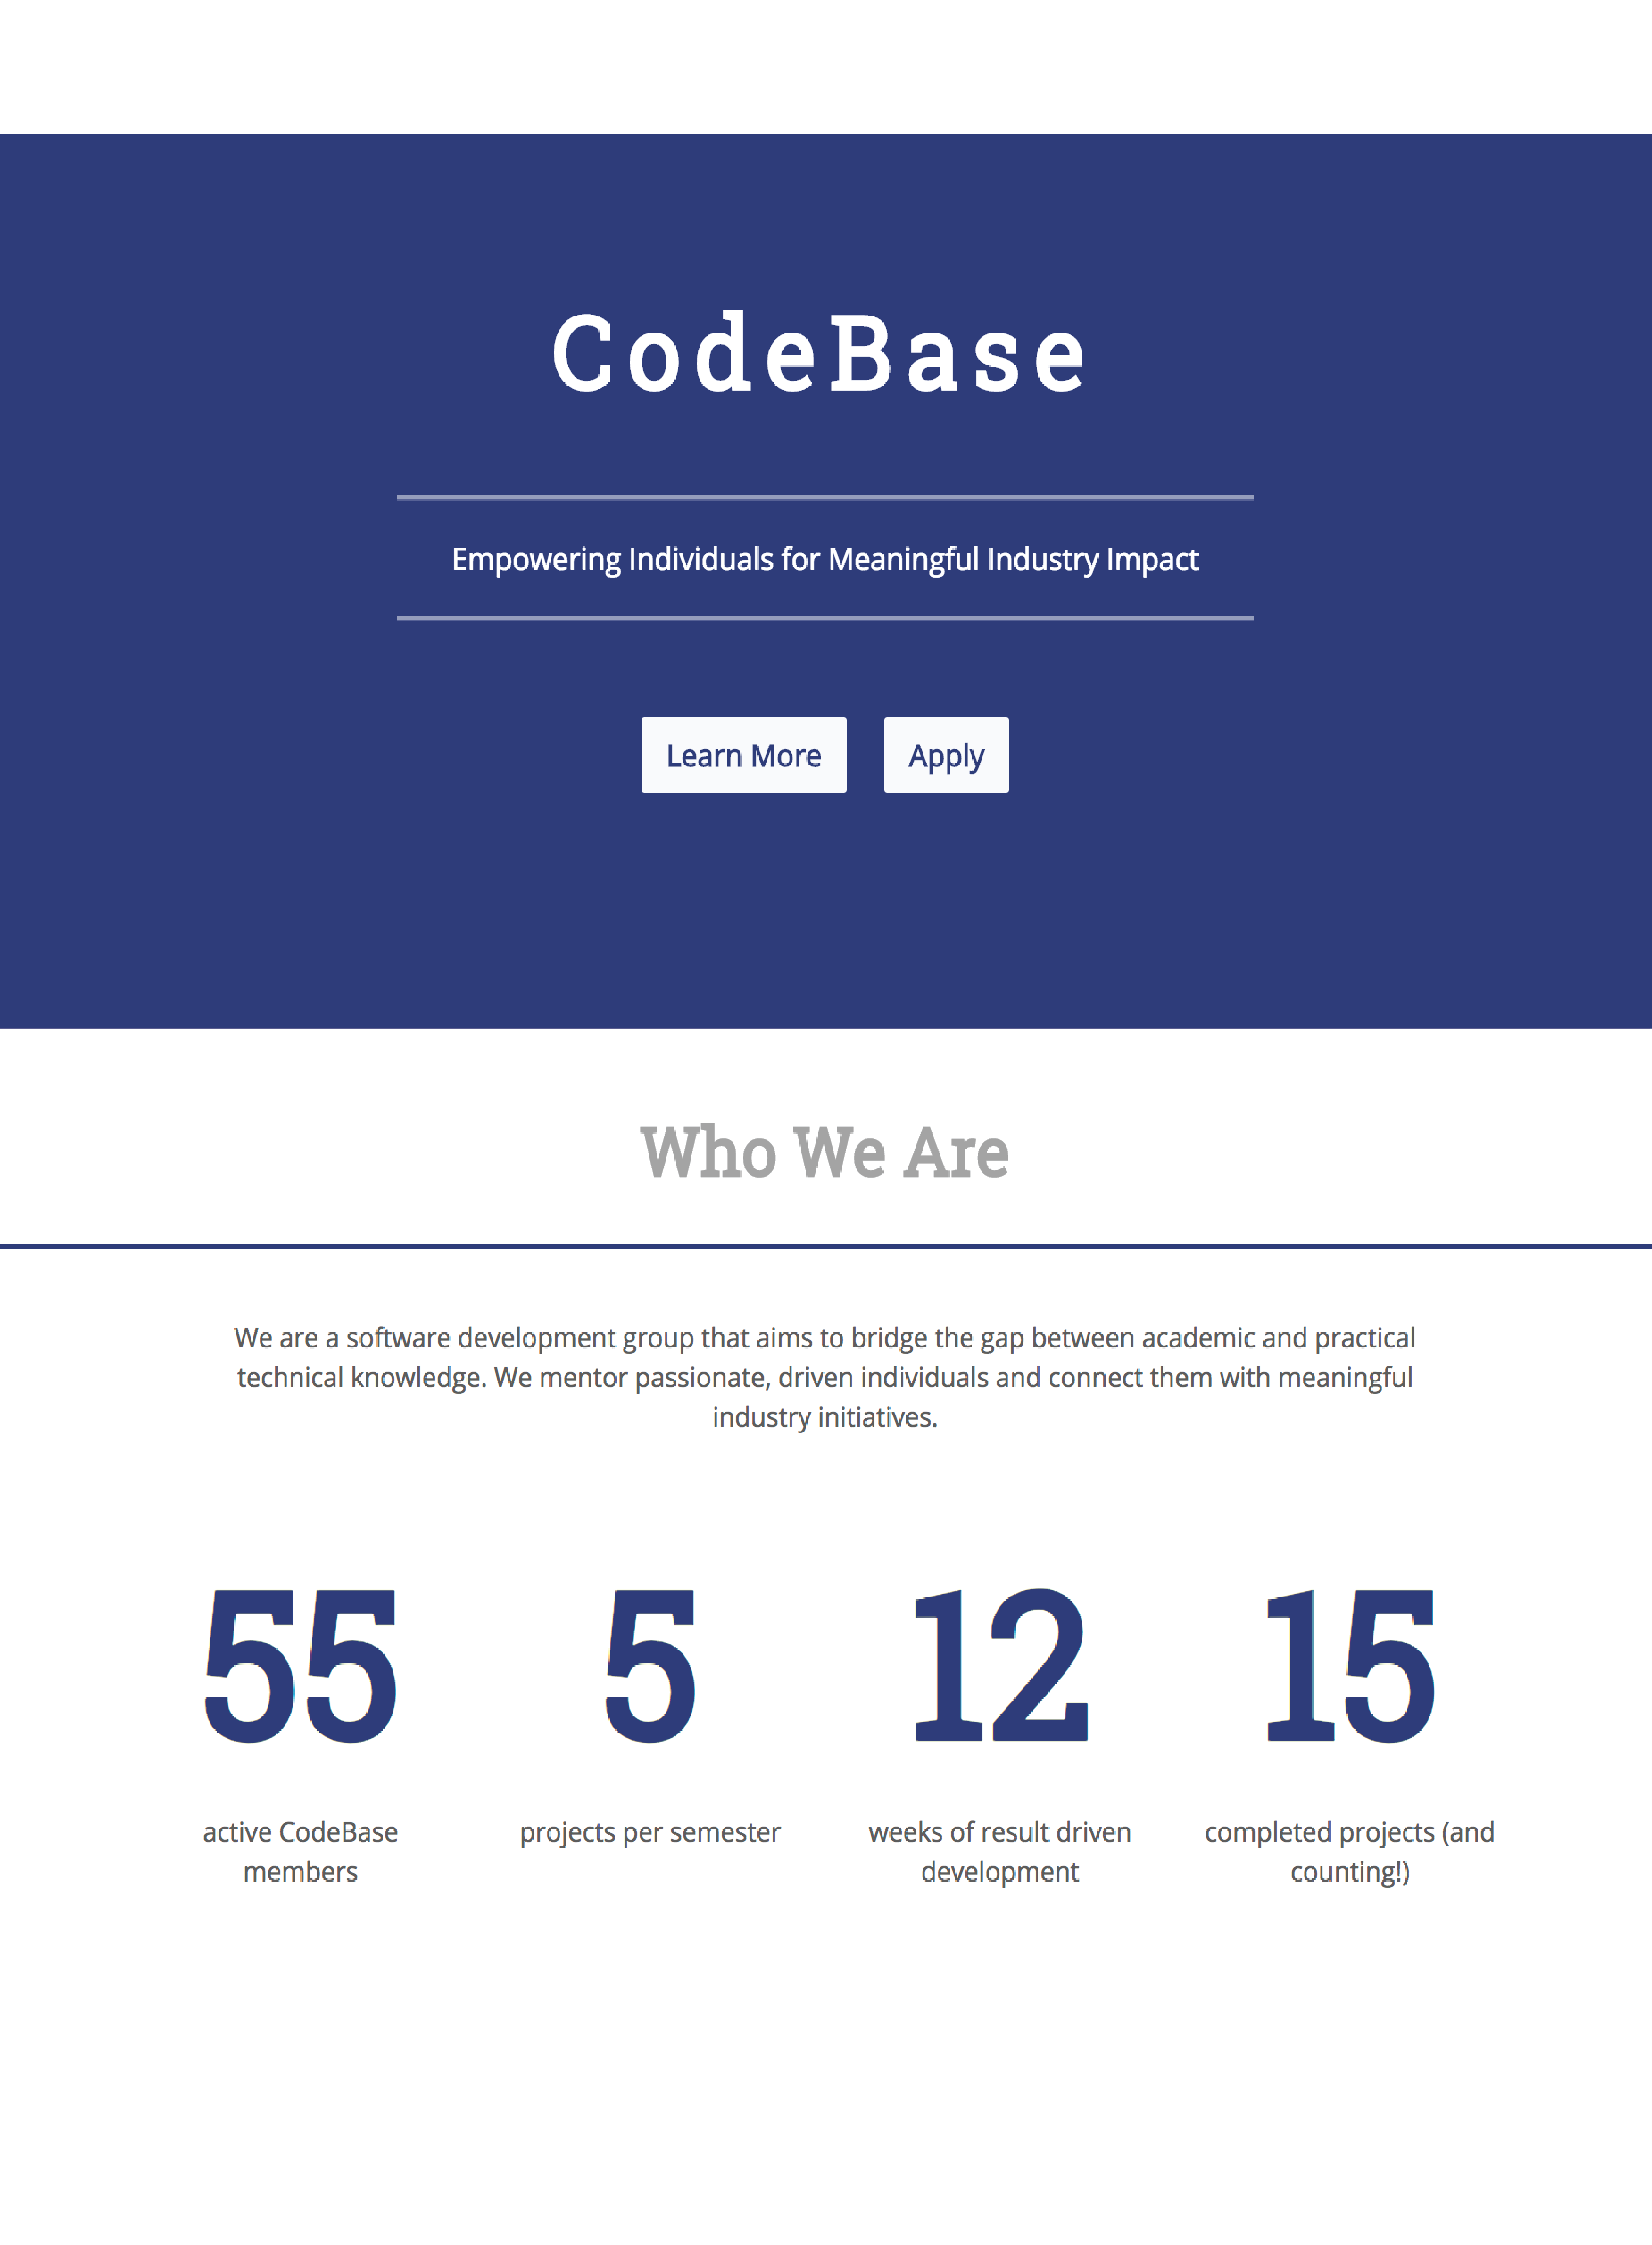 CodeBase
Empowering Individuals for Meaningful Industry Impact
Learn More Apply
Who We Are
We are a software development group that aims to bridge the gap between academic and practical
technical knowledge. We mentor passionate, driven individuals and connect them with meaningful
industry initiatives.
55
active CodeBase
members
5
projects per semester
12
weeks of result driven
development
15
completed projects (and
counting!)